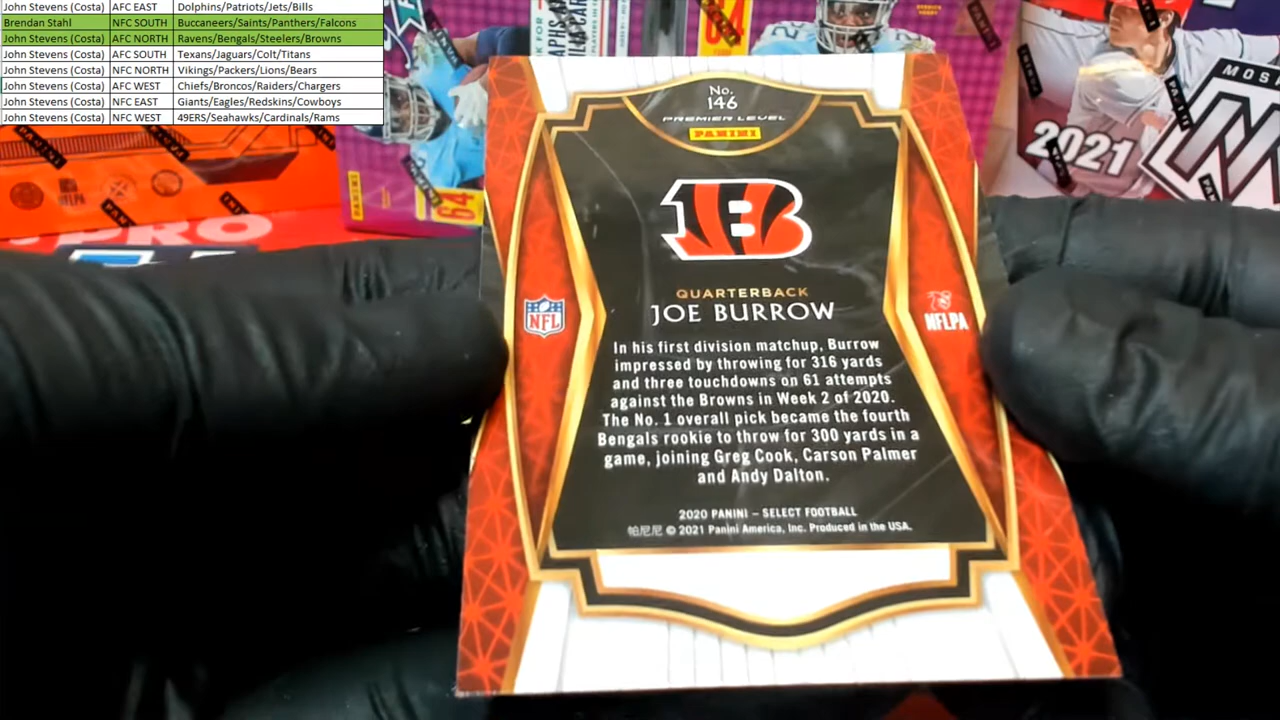 John Stevens (Costa) AFC EAST Dolphins/Patriots/Jets/Bills
Brendan Stahl NFC SOUTH Buccaneers/Saints/Panthers/Falcons
John Stevens (Costa) AFC NORTH Ravens/Bengals/Steelers/Browns
John Stevens (Costa) AFC SOUTH Texans/Jaguars/Colt/Titans
John Stevens (Costa) NFC NORTH Vikings/Packers/Lions/Bears
John Stevens (Costa) AFC WEST Chiefs/Broncos/Raiders/Chargers
John Stevens (Costa) NFC EAST Giants/Eagles/Redskins/Cowboys
John Stevens (Costa) NFC WEST 49ERS/Seahawks/Cardinals/Rams
No.
146
PREMIER LEVEL
PANINI
B
QUARTERBACK
JOE BURROW
NFL
NFLPA
In his first division matchup, Burrow
impressed by throwing for 316 yards
and three touchdowns on 61 attempts
against the Browns in Week 2 of 2020.
The No. 1 overall pick became the fourth
Bengals rookie to throw for 300 yards in a
game, joining Greg Cook, Carson Palmer
and Andy Dalton.
2020 PANINI – SELECT FOOTBALL
帕尼尼 © 2021 Panini America, Inc. Produced in the USA.
2021
MOSA
PANINI
64
64
PRO